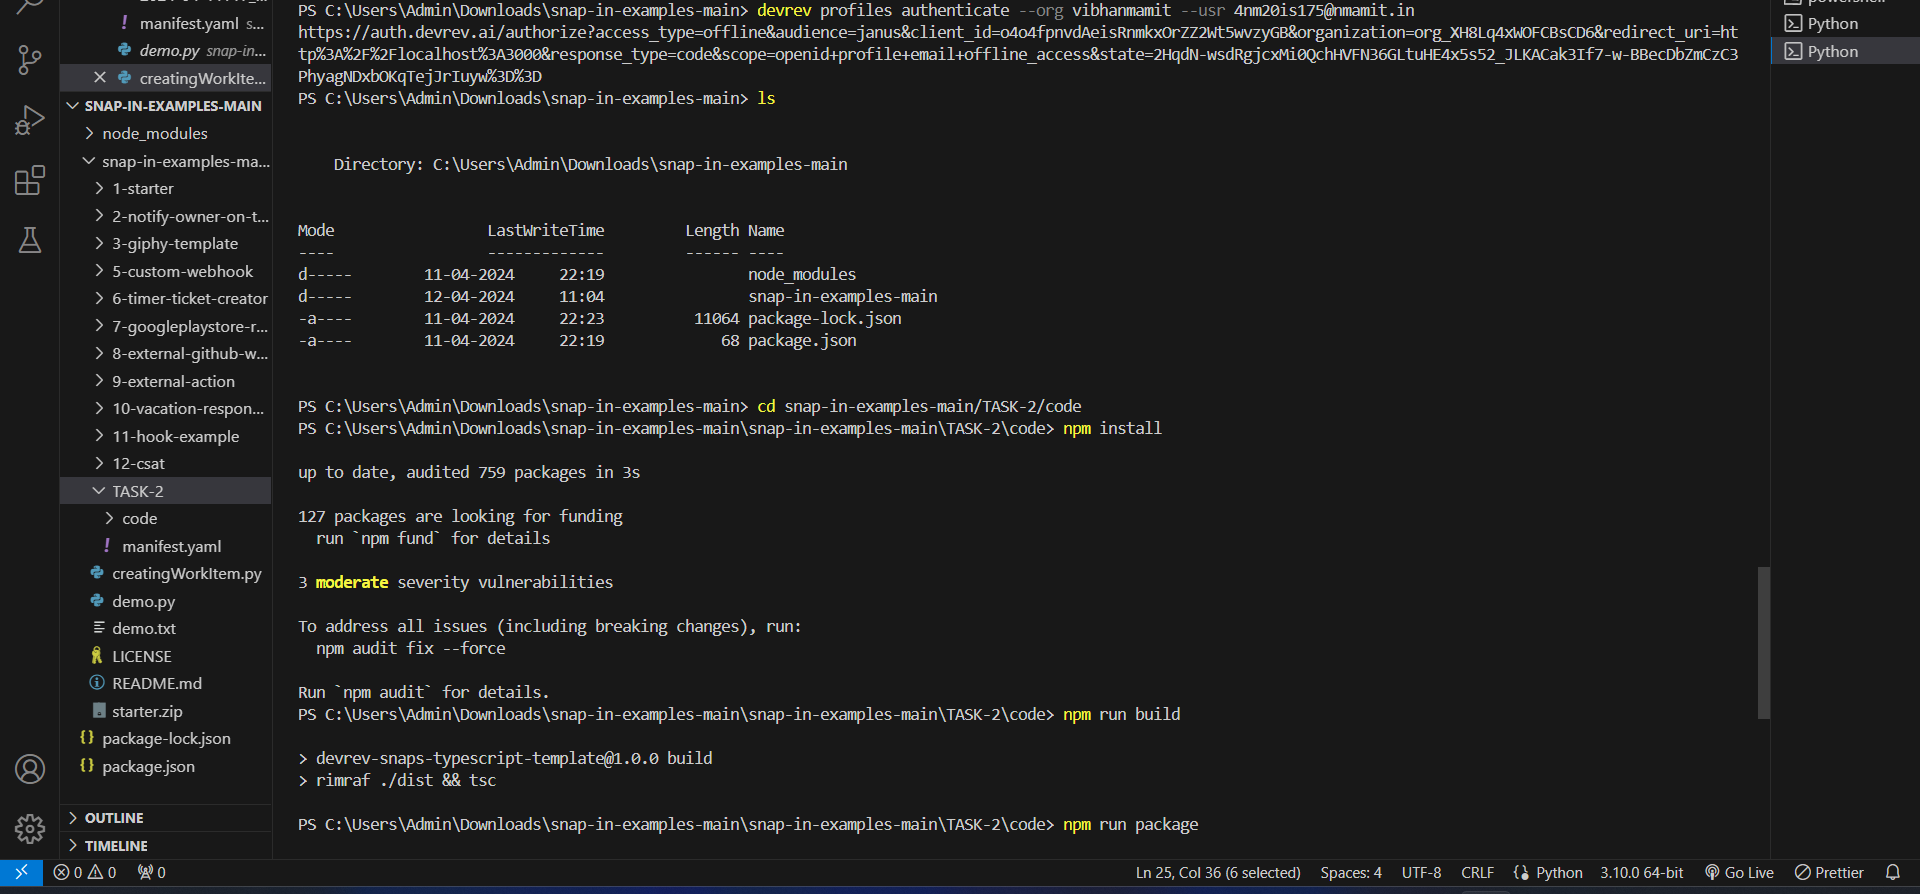 manifest.yaml s...
demo.py snap-in...
creatingWorkIte...
SNAP-IN-EXAMPLES-MAIN
node_modules
snap-in-examples-ma...
1-starter
2-notify-owner-on-t...
3-giphy-template
5-custom-webhook
6-timer-ticket-creator
7-googleplaystore-r...
8-external-github-w...
9-external-action
10-vacation-respon...
11-hook-example
12-csat
TASK-2
code
manifest.yaml
creatingWorkItem.py
demo.py
demo.txt
LICENSE
README.md
starter.zip
package-lock.json
package.json
OUTLINE
TIMELINE
PS C:\Users\Admin\Downloads\snap-in-examples-main> devrev profiles authenticate --org vibhanmamit --usr 4nm20is175@nmamit.in
https://auth.devrev.ai/authorize?access_type=offline&audience=janus&client_id=o4o4fpnvdAeisRnmkxOrZZ2Wt5wvzyGB&organization=org_XH8Lq4xWOFCBsCD6&redirect_uri=ht
tp%3A%2F%2Flocalhost%3A3000&response_type=code&scope=openid+profile+email+offline_access&state=2HqdN-wsdRgjcxMi0QchHVFN36GLtuHE4x5s52_JLKACak3If7-w-BBecDbZmCzC3
PhyagNDxbOKqTejJrIuyw%3D%3D
PS C:\Users\Admin\Downloads\snap-in-examples-main> ls
Directory: C:\Users\Admin\Downloads\snap-in-examples-main
Mode LastWriteTime Length Name
---- ------------- ------ ----
d----- 11-04-2024 22:19 node_modules
d----- 12-04-2024 11:04 snap-in-examples-main
-a---- 11-04-2024 22:23 11064 package-lock.json
-a---- 11-04-2024 22:19 68 package.json
PS C:\Users\Admin\Downloads\snap-in-examples-main> cd snap-in-examples-main/TASK-2/code
PS C:\Users\Admin\Downloads\snap-in-examples-main\snap-in-examples-main\TASK-2\code> npm install
up to date, audited 759 packages in 3s
127 packages are looking for funding
run `npm fund` for details
3 moderate severity vulnerabilities
To address all issues (including breaking changes), run:
npm audit fix --force
Run `npm audit` for details.
PS C:\Users\Admin\Downloads\snap-in-examples-main\snap-in-examples-main\TASK-2\code> npm run build
> devrev-snaps-typescript-template@1.0.0 build
> rimraf ./dist && tsc
PS C:\Users\Admin\Downloads\snap-in-examples-main\snap-in-examples-main\TASK-2\code> npm run package
Python
Python
0 0 0
Ln 25, Col 36 (6 selected) Spaces: 4 UTF-8 CRLF Python 3.10.0 64-bit Go Live Prettier